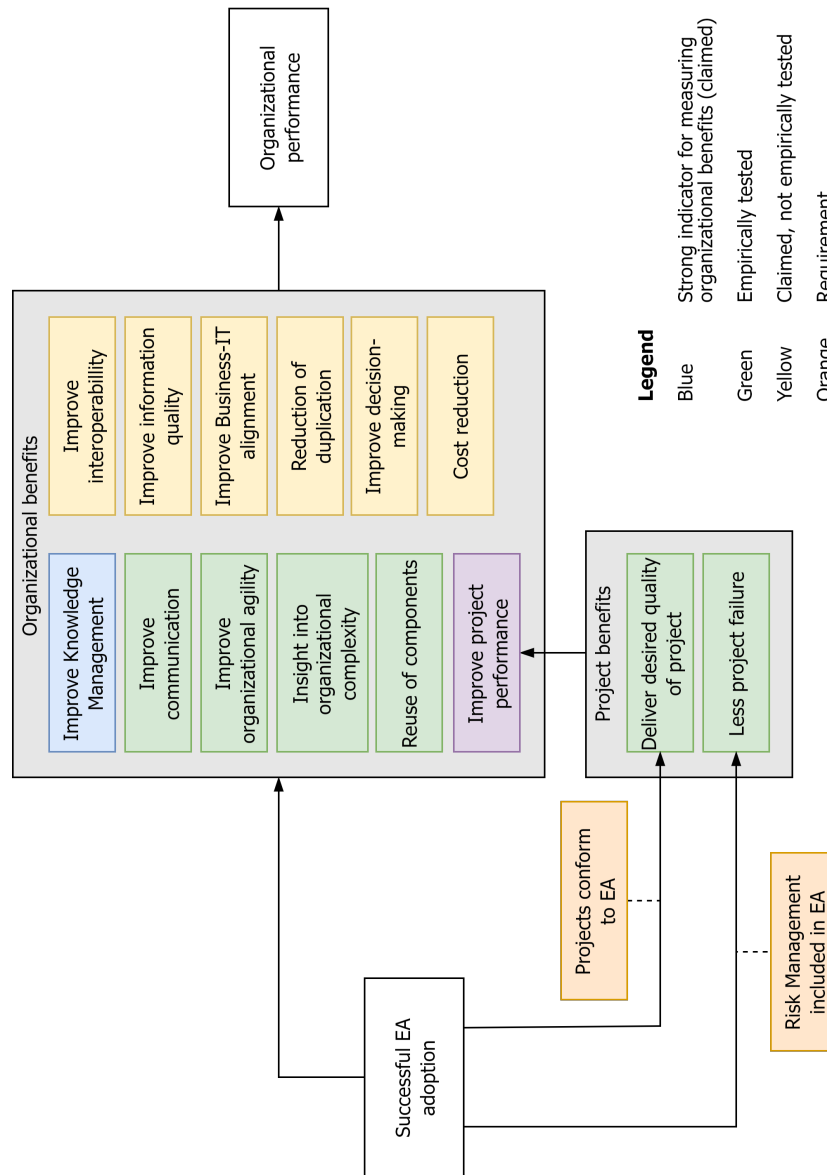 Successful EA
adoption
Organizational benefits
Improve Knowledge
Management
Improve
communication
Improve
organizational agility
Insight into
organizational
complexity
Reuse of components
Improve project
performance
Improve
interoperabillity
Improve information
quality
Improve Business-IT
alignment
Reduction of
duplication
Improve decision-
making
Cost reduction
Organizational
performance
Projects conform
to EA
Risk Management
included in EA
Project benefits
Deliver desired quality
of project
Less project failure
Legend
Blue
Strong indicator for measuring
organizational benefits (claimed)
Green
Empirically tested
Yellow
Claimed, not empirically tested
Orange
Requirement